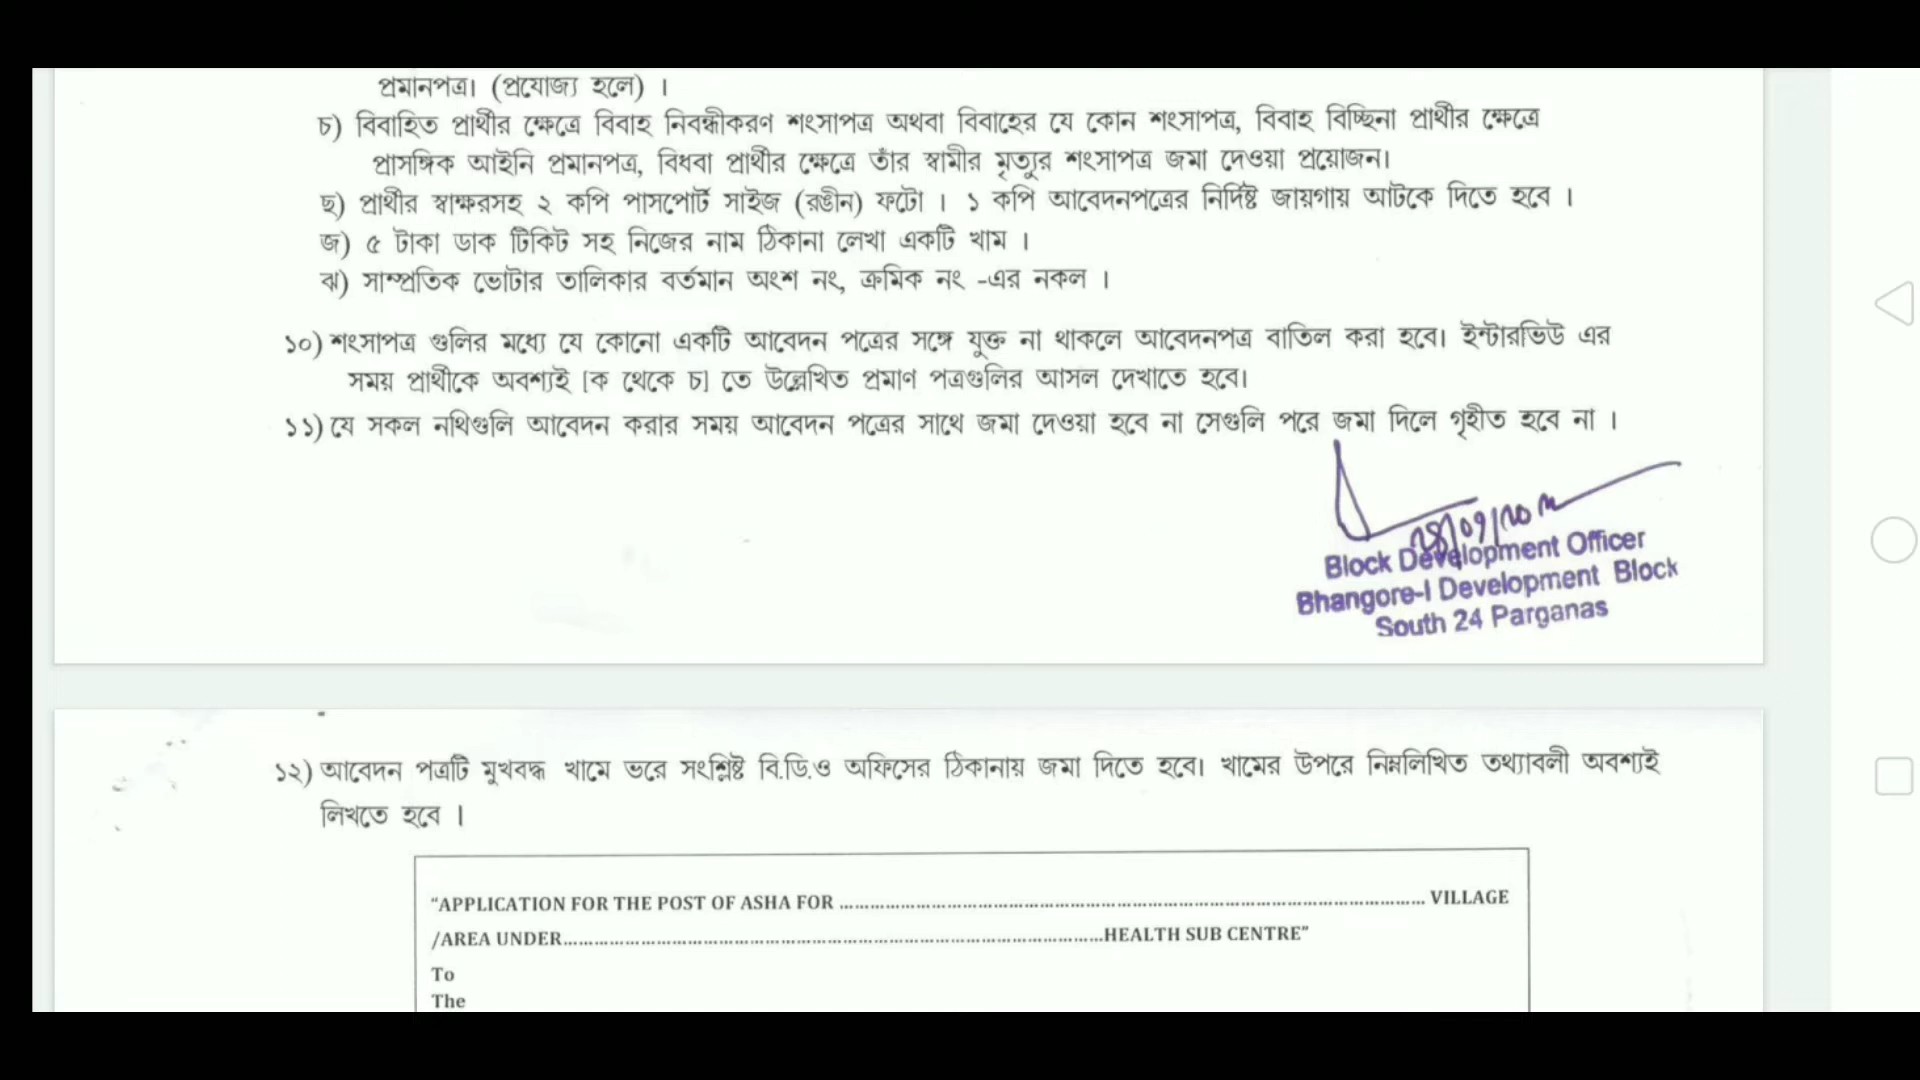 প্রমানপত্র। (প্রযোজ্য হলে) ।
চ) বিবাহিত প্রার্থীর ক্ষেত্রে বিবাহ নিবন্ধীকরণ শংসাপত্র অথবা বিবাহের যে কোন শংসাপত্র, বিবাহ বিচ্ছিনা প্রার্থীর ক্ষেত্রে
প্রাসঙ্গিক আইনি প্রমানপত্র, বিধবা প্রার্থীর ক্ষেত্রে তাঁর স্বামীর মৃত্যুর শংসাপত্র জমা দেওয়া প্রয়োজন।
ছ) প্রার্থীর স্বাক্ষরসহ ২ কপি পাসপোর্ট সাইজ (রঙীন) ফটো । ১ কপি আবেদনপত্রের নির্দিষ্ট জায়গায় আটকে দিতে হবে ।
জ) ৫ টাকা ডাক টিকিট সহ নিজের নাম ঠিকানা লেখা একটি খাম ।
ঝ) সাম্প্রতিক ভোটার তালিকার বর্তমান অংশ নং, ক্রমিক নং -এর নকল ।
১০) শংসাপত্র গুলির মধ্যে যে কোনো একটি আবেদন পত্রের সঙ্গে যুক্ত না থাকলে আবেদনপত্র বাতিল করা হবে। ইন্টারভিউ এর
সময় প্রার্থীকে অবশ্যই [ক থেকে চ] তে উল্লেখিত প্রমাণ পত্রগুলির আসল দেখাতে হবে।
১১) যে সকল নথিগুলি আবেদন করার সময় আবেদন পত্রের সাথে জমা দেওয়া হবে না সেগুলি পরে জমা দিলে গৃহীত হবে না ।
Block Development Officer
Bhangore-I Development Block
South 24 Parganas
১২) আবেদন পত্রটি মুখবদ্ধ খামে ভরে সংশ্লিষ্ট বি.ডি.ও অফিসের ঠিকানায় জমা দিতে হবে। খামের উপরে নিম্নলিখিত তথ্যাবলী অবশ্যই
লিখতে হবে ।
"APPLICATION FOR THE POST OF ASHA FOR .......................................................... VILLAGE
/AREA UNDER..........................................................HEALTH SUB CENTRE"
To
The